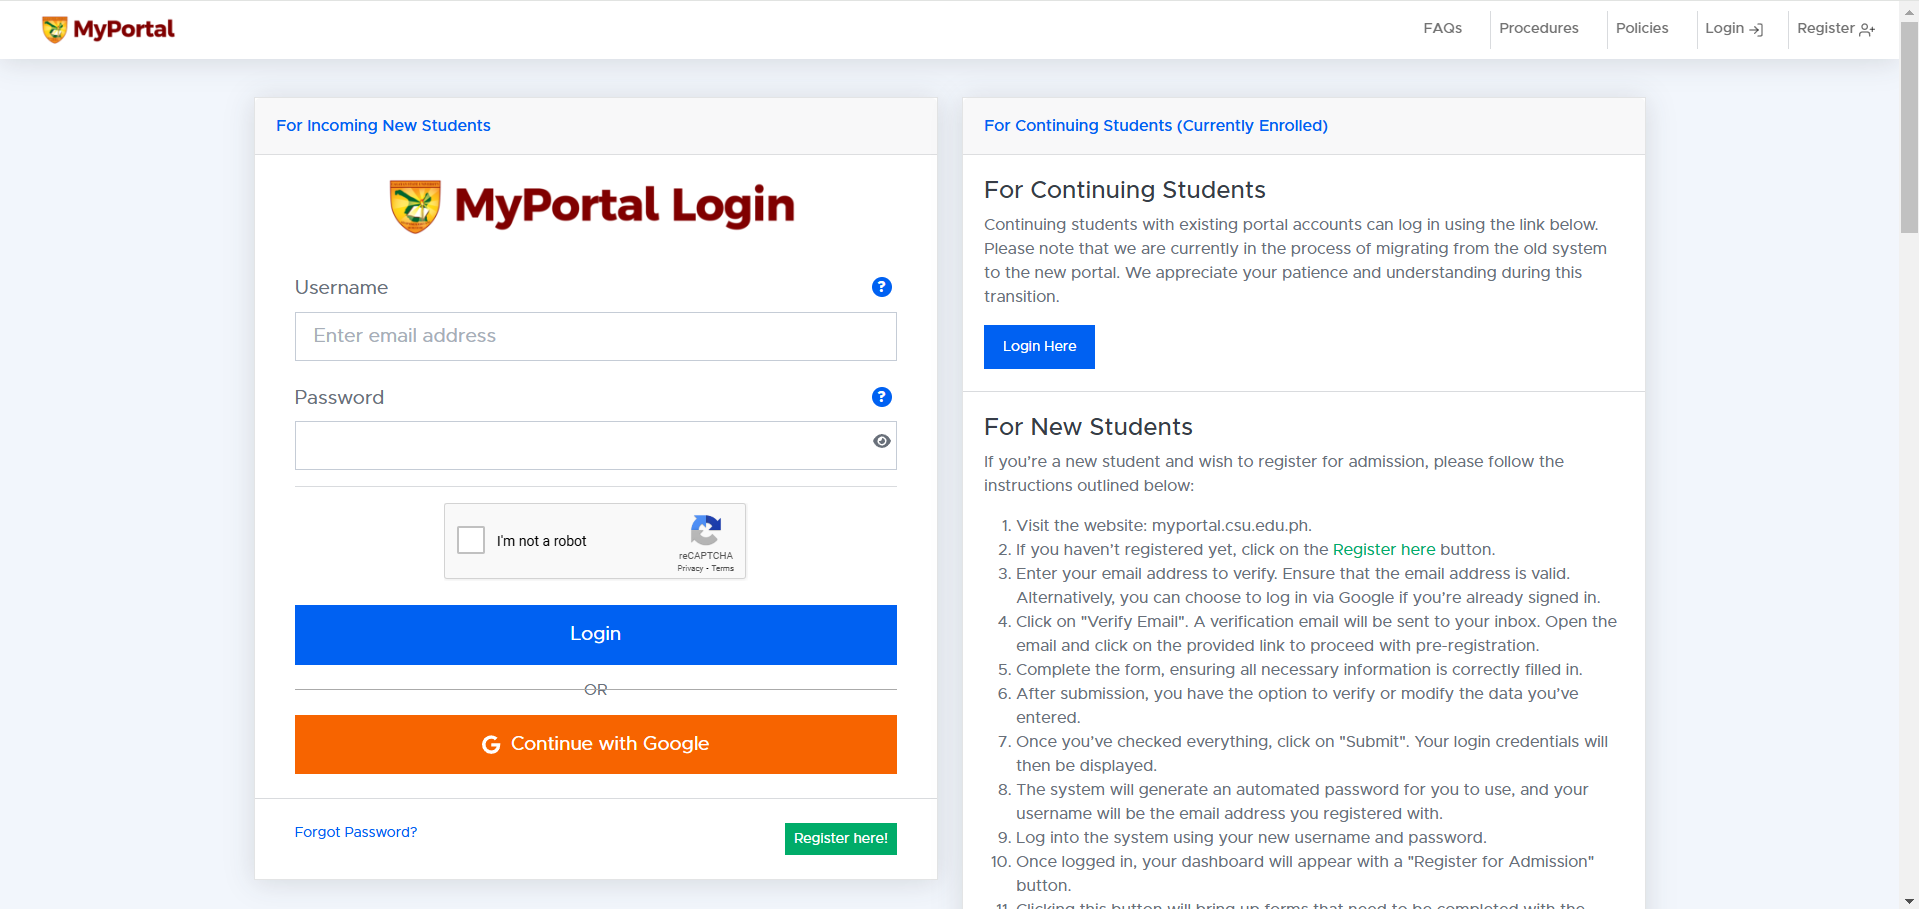 MyPortal
FAQs
Procedures
Policies
Login
Register
For Incoming New Students
MyPortal Login
Username
Enter email address
Password
I'm not a robot
reCAPTCHA
Privacy - Terms
Login
OR
Continue with Google
Forgot Password?
Register here!
For Continuing Students (Currently Enrolled)
For Continuing Students
Continuing students with existing portal accounts can log in using the link below.
Please note that we are currently in the process of migrating from the old system
to the new portal. We appreciate your patience and understanding during this
transition.
Login Here
For New Students
If you’re a new student and wish to register for admission, please follow the
instructions outlined below:
1. Visit the website: myportal.csu.edu.ph.
2. If you haven’t registered yet, click on the Register here button.
3. Enter your email address to verify. Ensure that the email address is valid.
Alternatively, you can choose to log in via Google if you’re already signed in.
4. Click on "Verify Email". A verification email will be sent to your inbox. Open the
email and click on the provided link to proceed with pre-registration.
5. Complete the form, ensuring all necessary information is correctly filled in.
6. After submission, you have the option to verify or modify the data you’ve
entered.
7. Once you’ve checked everything, click on "Submit". Your login credentials will
then be displayed.
8. The system will generate an automated password for you to use, and your
username will be the email address you registered with.
9. Log into the system using your new username and password.
10. Once logged in, your dashboard will appear with a "Register for Admission"
button.
11. Clicking this button will bring up forms that need to be completed with the